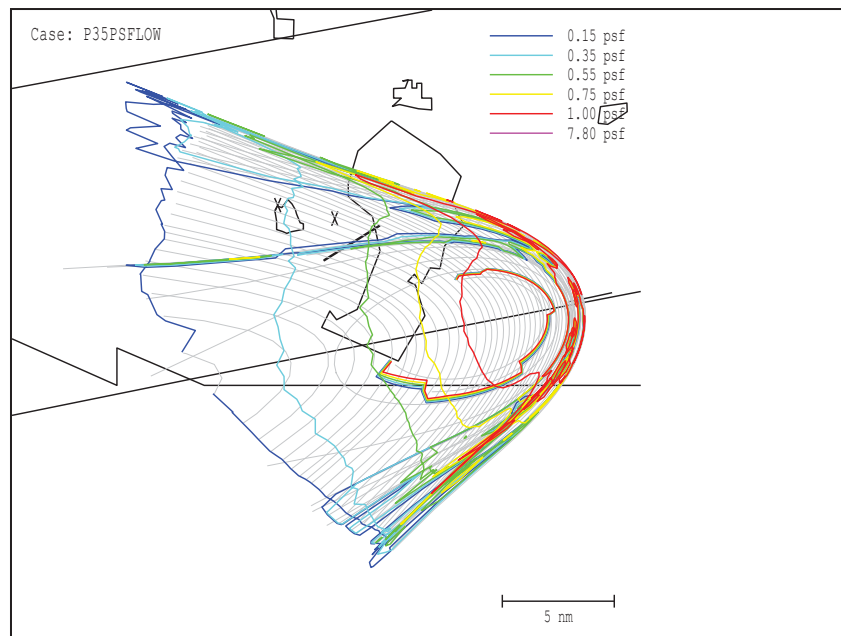 Case: P35PSFLOW
0.15 psf
0.35 psf
0.55 psf
0.75 psf
1.00 psf
7.80 psf
X
X
5 nm